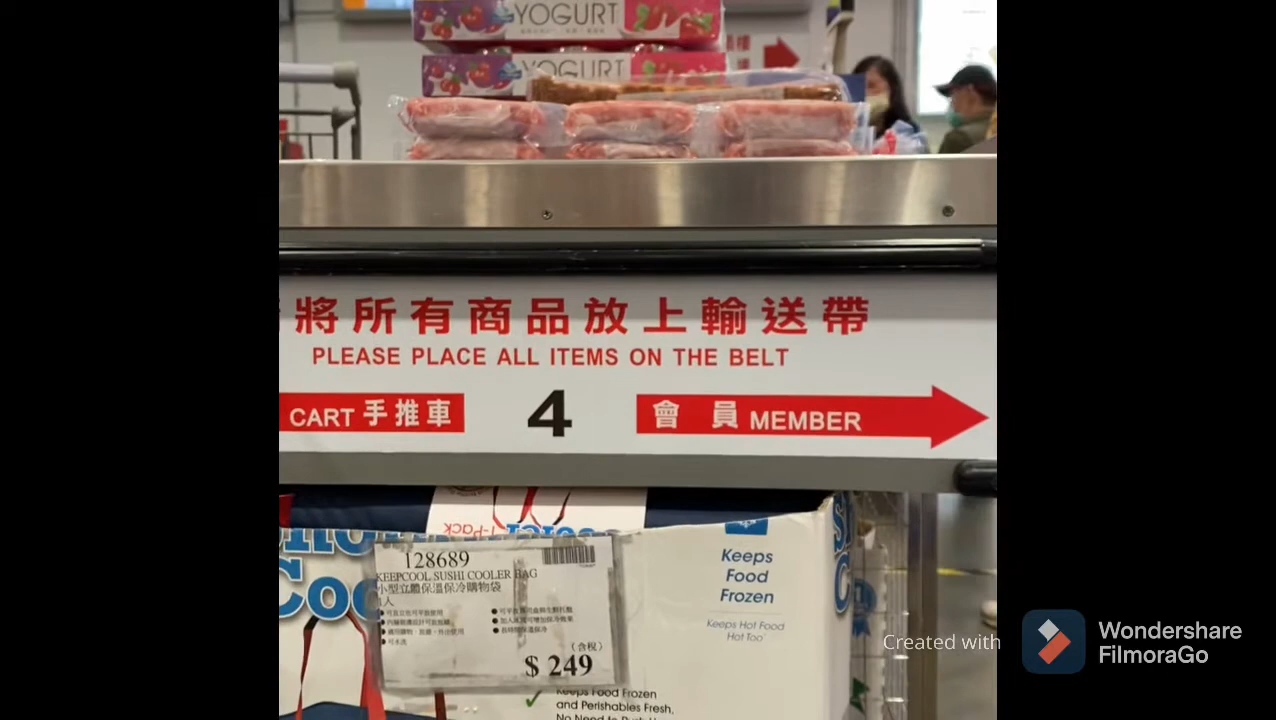 YOGURT
YOGURT
將所有商品放上輸送帶
PLEASE PLACE ALL ITEMS ON THE BELT
CART 手推車
4
會 員 MEMBER
1-Pack
128689
KEEPCOOL SUSHI COOLER BAG
小型立體保溫保冷購物袋
Coo
(含稅)
$ 249
Keeps
Food
Frozen
Keeps Hot Food
Hot Too
Keeps Food Frozen
and Perishables Fresh,
Created with
Wondershare
FilmoraGo